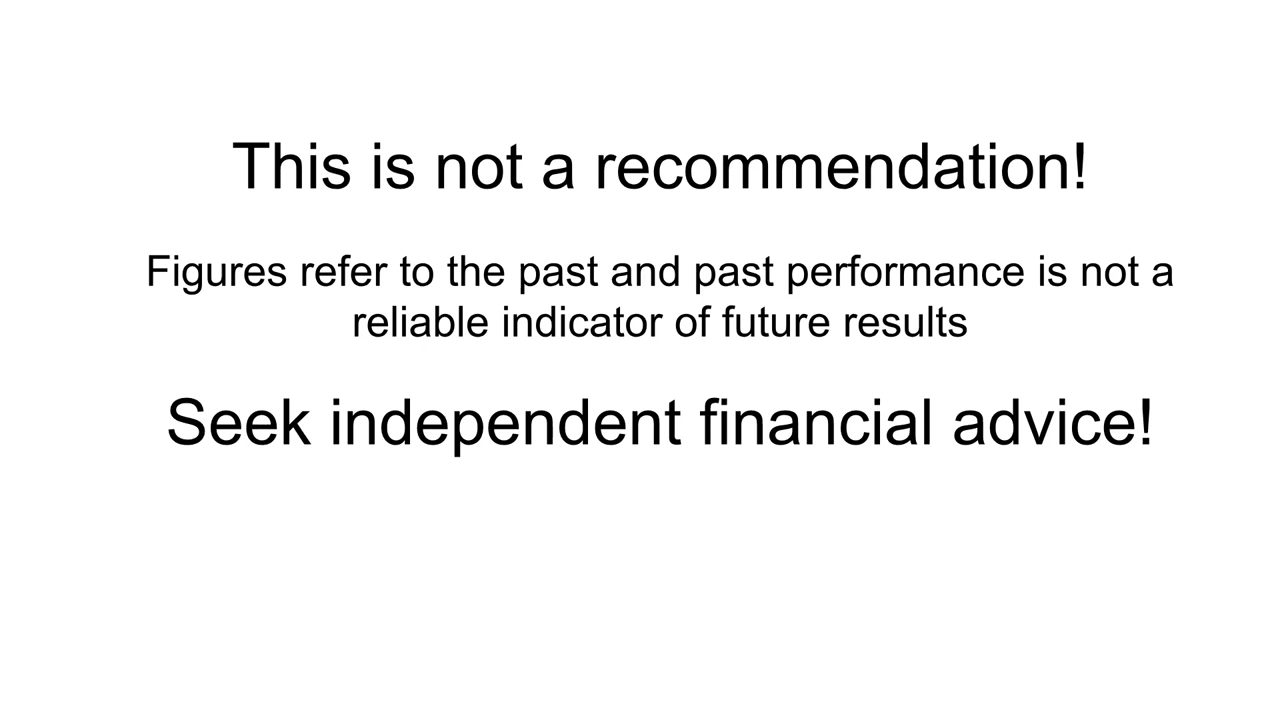 This is not a recommendation!
Figures refer to the past and past performance is not a
reliable indicator of future results
Seek independent financial advice!